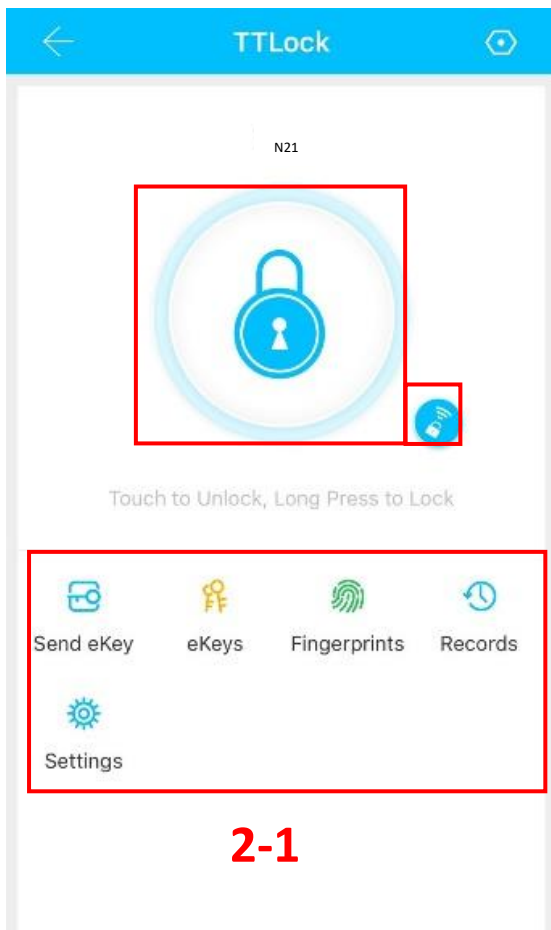 TTLock
N21
Touch to Unlock, Long Press to Lock
Send eKey eKeys Fingerprints Records
Settings
2-1